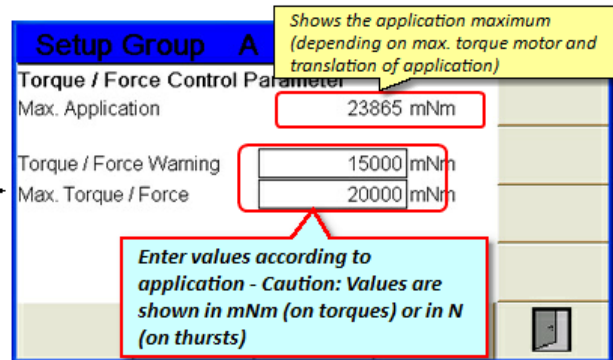 Setup Group A
Shows the application maximum
(depending on max. torque motor and
translation of application)
Torque / Force Control Parameter
Max. Application 23865 mNm
Torque / Force Warning 15000 mNm
Max. Torque / Force 20000 mNm
Enter values according to
application - Caution: Values are
shown in mNm (on torques) or in N
(on thursts)